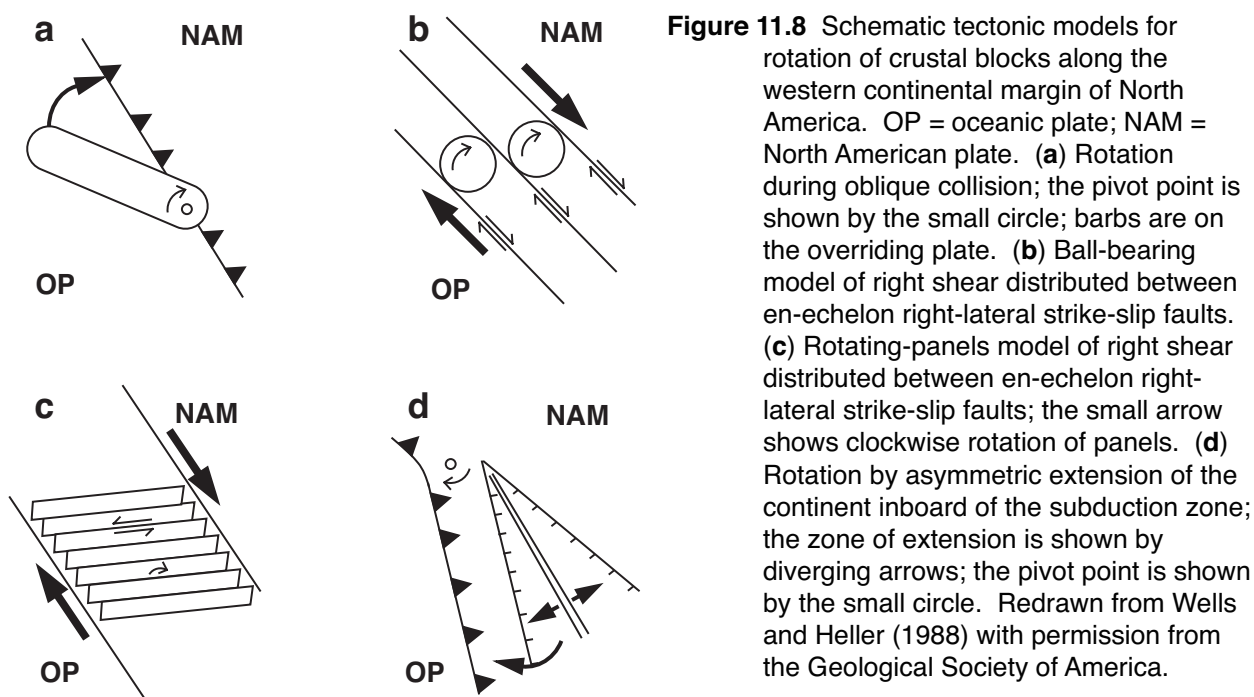 a
NAM
OP
b
NAM
OP
c
NAM
OP
d
NAM
OP
Figure 11.8 Schematic tectonic models for
rotation of crustal blocks along the
western continental margin of North
America. OP = oceanic plate; NAM =
North American plate. (a) Rotation
during oblique collision; the pivot point is
shown by the small circle; barbs are on
the overriding plate. (b) Ball-bearing
model of right shear distributed between
en-echelon right-lateral strike-slip faults.
(c) Rotating-panels model of right shear
distributed between en-echelon right-
lateral strike-slip faults; the small arrow
shows clockwise rotation of panels. (d)
Rotation by asymmetric extension of the
continent inboard of the subduction zone;
the zone of extension is shown by
diverging arrows; the pivot point is shown
by the small circle. Redrawn from Wells
and Heller (1988) with permission from
the Geological Society of America.